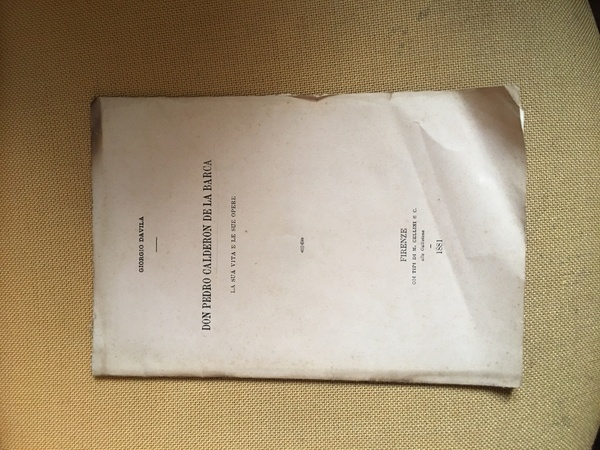 GIORGIO DAVILA
DON PEDRO CALDERON DE LA BARCA
LA SUA VITA E LE SUE OPERE
FIRENZE
COI TIPI DI M. CELLINI E C.
alla Galileiana
1881